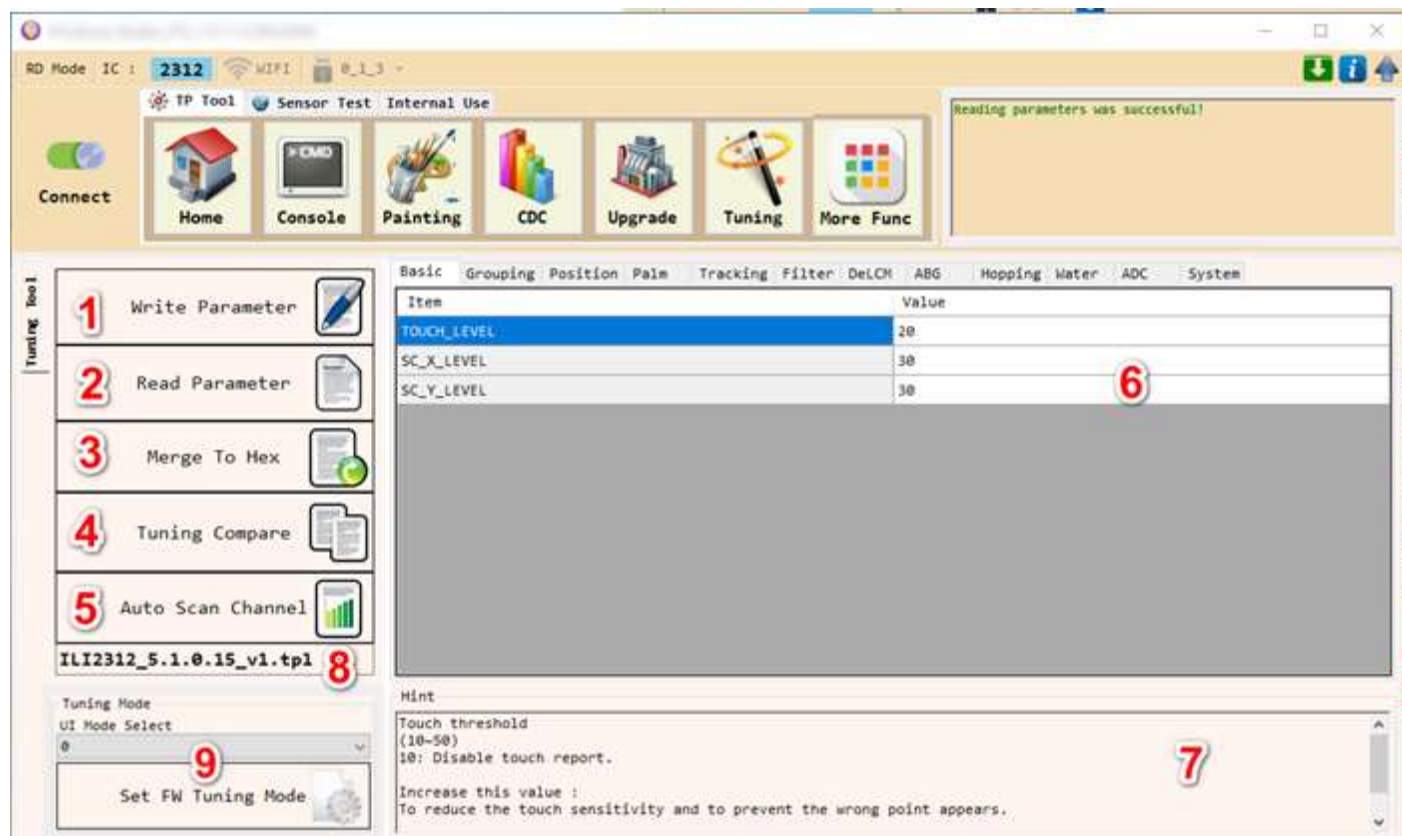 RD Mode IC : 2312 WIFI 0_1_3
TP Tool Sensor Test Internal Use
Connect
> CMD
Home Console Painting CDC Upgrade Tuning More Func
Reading parameters was successful!
Tuning Tool
1 Write Parameter
2 Read Parameter
3 Merge To Hex
4 Tuning Compare
5 Auto Scan Channel
ILI2312_5.1.0.15_v1.tpl 8
Tuning Mode
UI Mode Select
0
9
Set FW Tuning Mode
Basic Grouping Position Palm Tracking Filter DeLCM ABG Hopping Water ADC System
Item Value
TOUCH_LEVEL 20
SC_X_LEVEL 30
SC_Y_LEVEL 30
6
Hint
Touch threshold
(10~50)
10: Disable touch report.
7
Increase this value :
To reduce the touch sensitivity and to prevent the wrong point appears.